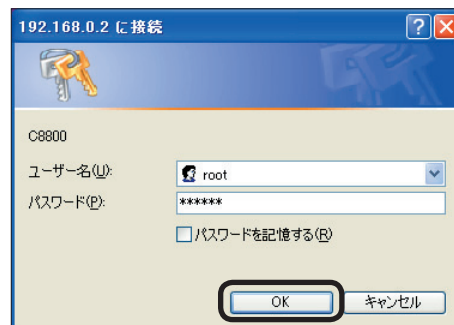 192.168.0.2 に接続
C8800
ユーザー名(U):
root
パスワード(P):
******
パスワードを記憶する(R)
OK
キャンセル